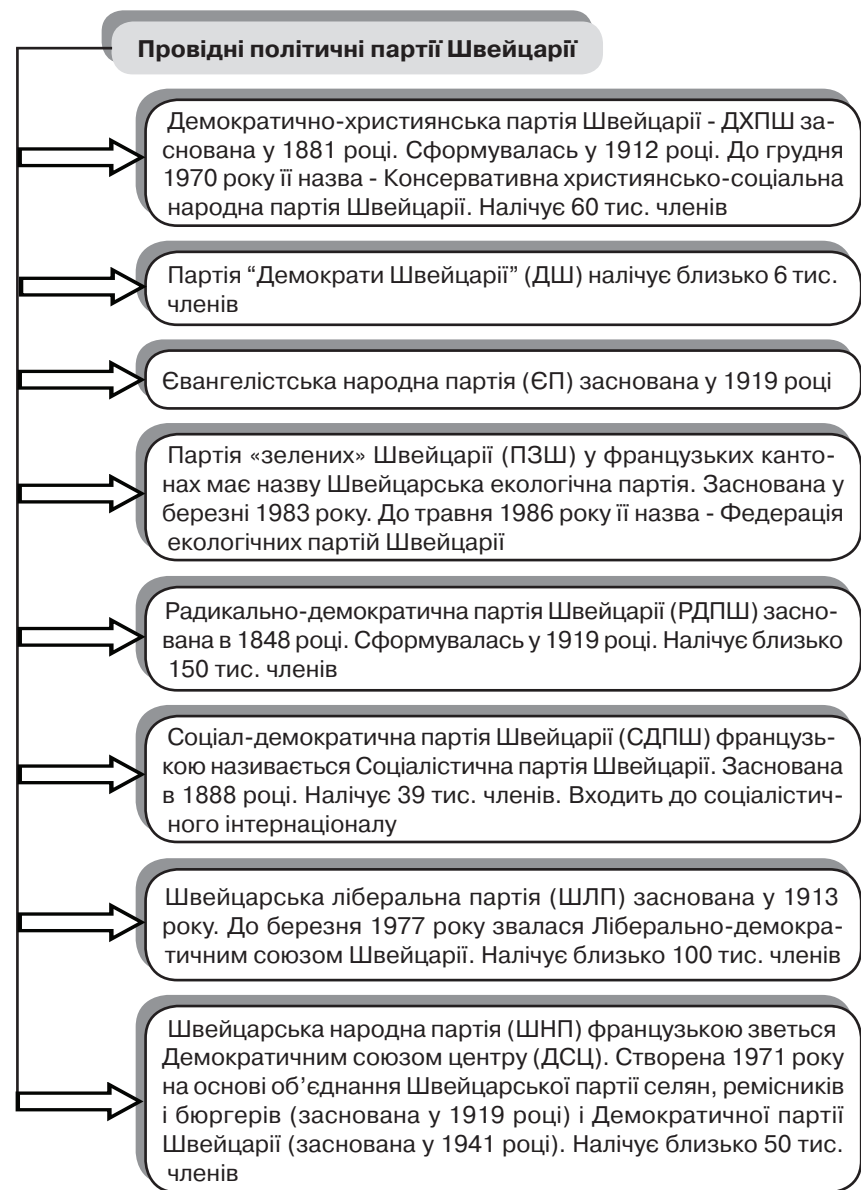 Провідні політичні партії Швейцарії
Демократично-християнська партія Швейцарії - ДХПШ за-
снована у 1881 році. Сформувалась у 1912 році. До грудня
1970 року її назва - Консервативна християнсько-соціальна
народна партія Швейцарії. Налічує 60 тис. членів
Партія “Демократи Швейцарії” (ДШ) налічує близько 6 тис.
членів
Євангелістська народна партія (ЄП) заснована у 1919 році
Партія «зелених» Швейцарії (ПЗШ) у французьких канто-
нах має назву Швейцарська екологічна партія. Заснована у
березні 1983 року. До травня 1986 року її назва - Федерація
екологічних партій Швейцарії
Радикально-демократична партія Швейцарії (РДПШ) засно-
вана в 1848 році. Сформувалась у 1919 році. Налічує близько
150 тис. членів
Соціал-демократична партія Швейцарії (СДПШ) французь-
кою називається Соціалістична партія Швейцарії. Заснована
в 1888 році. Налічує 39 тис. членів. Входить до соціалістич-
ного інтернаціоналу
Швейцарська ліберальна партія (ШЛП) заснована у 1913
року. До березня 1977 року звалася Ліберально-демокра-
тичним союзом Швейцарії. Налічує близько 100 тис. членів
Швейцарська народна партія (ШНП) французькою зветься
Демократичним союзом центру (ДСЦ). Створена 1971 року
на основі об’єднання Швейцарської партії селян, ремісників
і бюргерів (заснована у 1919 році) і Демократичної партії
Швейцарії (заснована у 1941 році). Налічує близько 50 тис.
членів